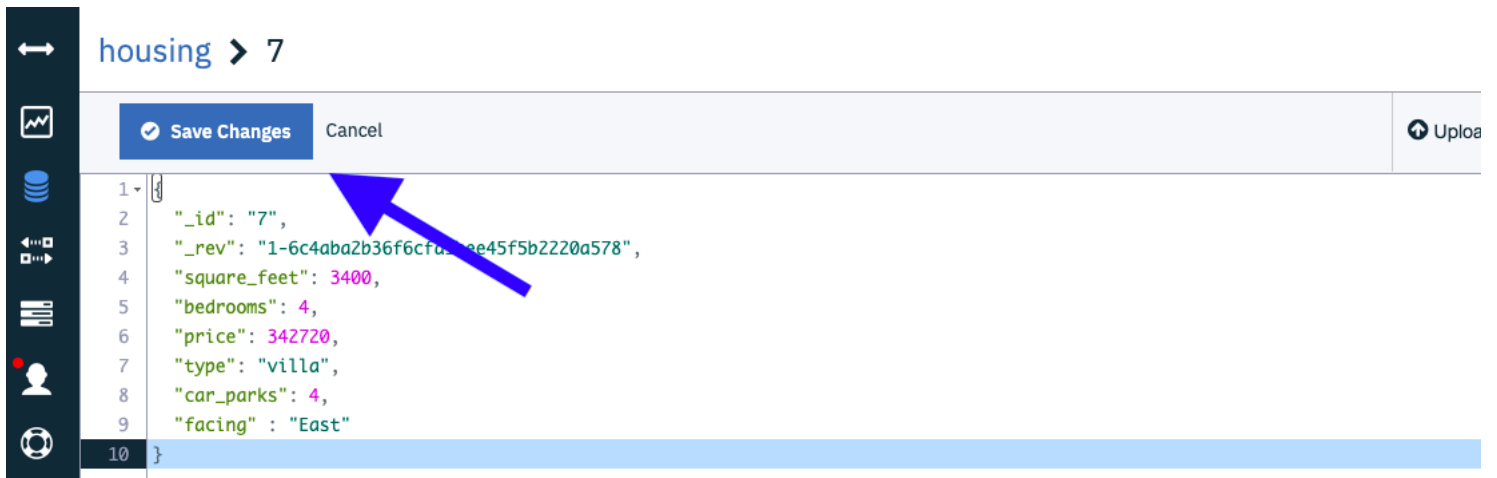 housing > 7
Save Changes Cancel Uploa
1 {
2 "_id": "7",
3 "_rev": "1-6c4aba2b36f6cfd ee45f5b2220a578",
4 "square_feet": 3400,
5 "bedrooms": 4,
6 "price": 342720,
7 "type": "villa",
8 "car_parks": 4,
9 "facing" : "East"
10 }